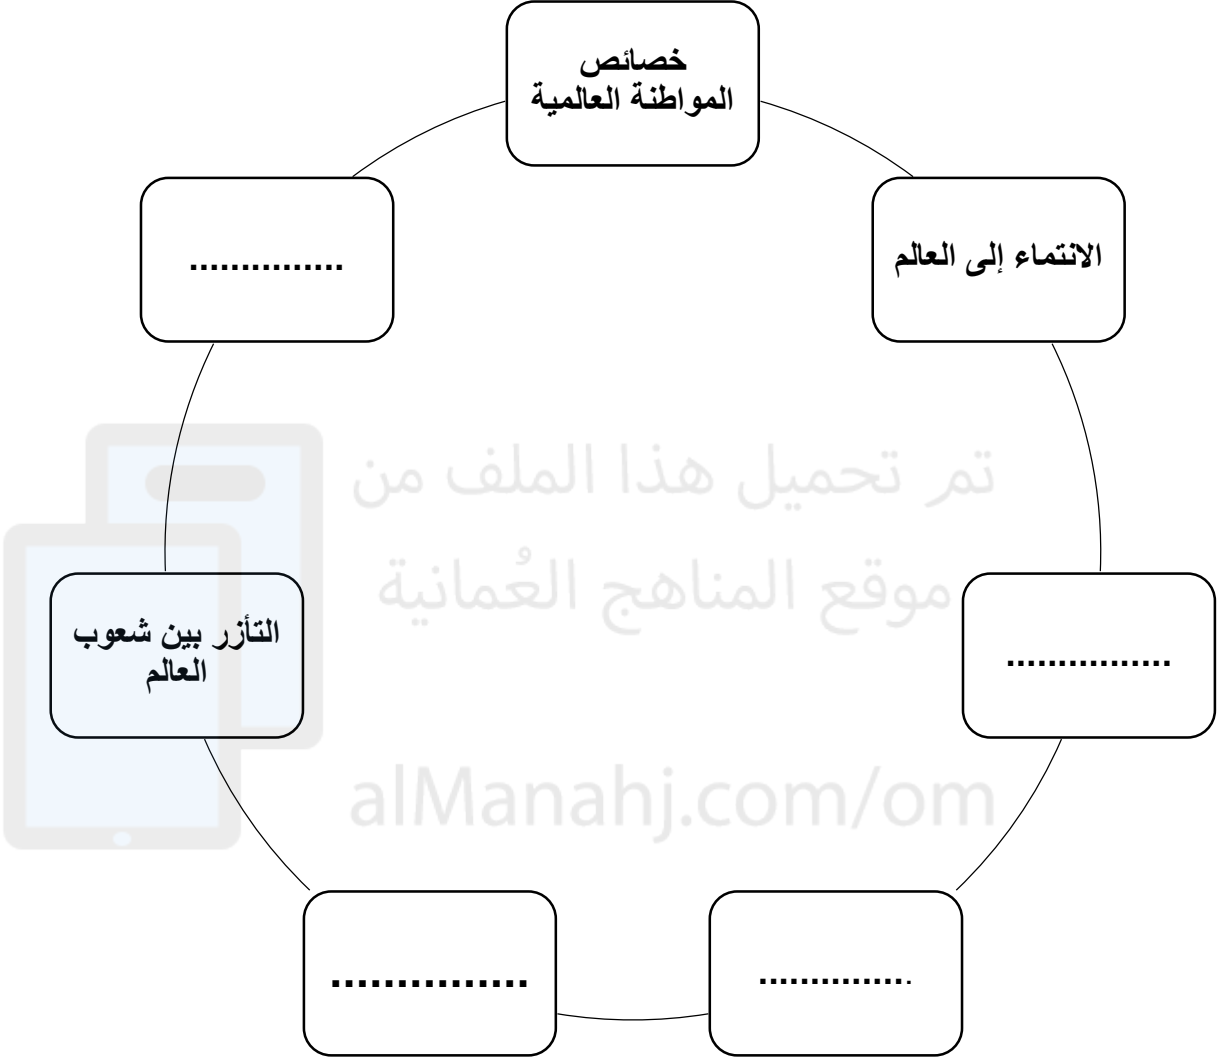 خصائص
المواطنة العالمية
الانتماء إلى العالم
...............
تم تحميل هذا الملف من
موقع المناهج العُمانية
التأزر بين شعوب
العالم
................
alManahj.com/om
...............
...............